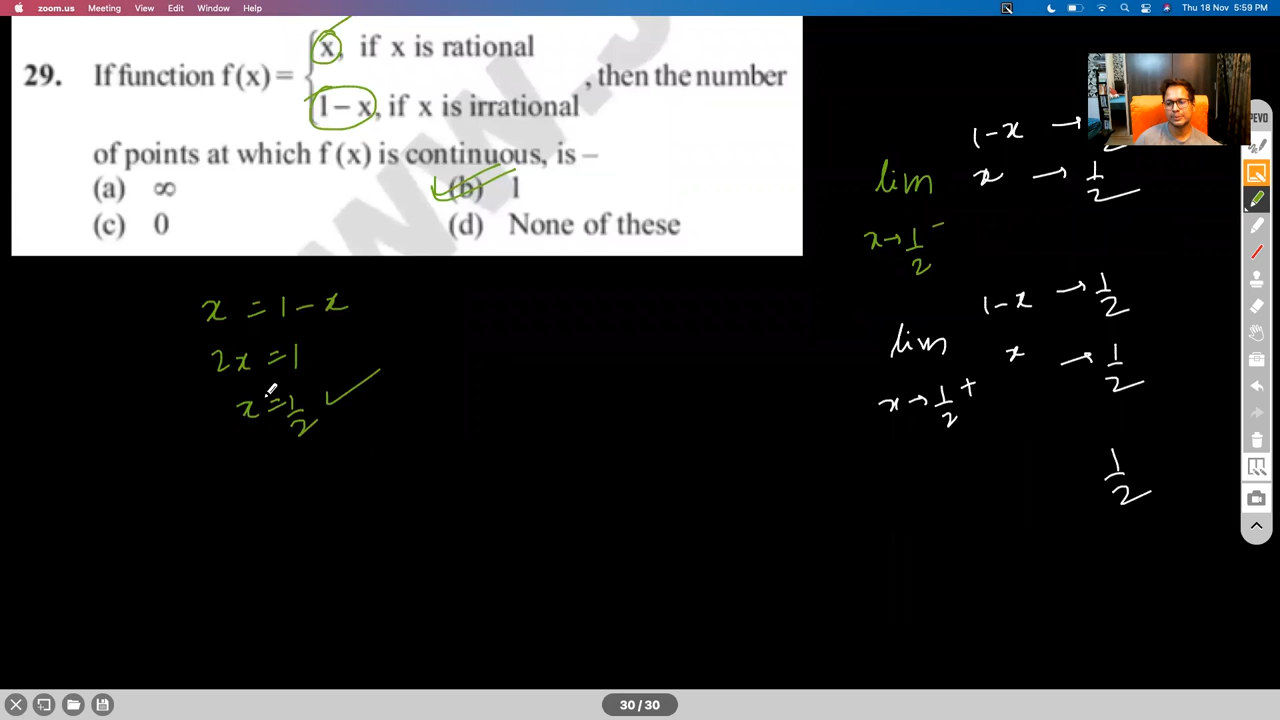 zoom.us Meeting View Edit Window Help Thu 18 Nov 5:59 PM
29. If function f (x) = { x, if x is rational
1 – x, if x is irrational , then the number
of points at which f (x) is continuous, is –
(a) ∞ (b) 1
(c) 0 (d) None of these
x = 1 - x
2x = 1
x = 1/2 ✓
1-x →
lim x → 1/2
x → 1/2⁻
1-x → 1/2
lim x → 1/2
x → 1/2⁺
1/2
30 / 30